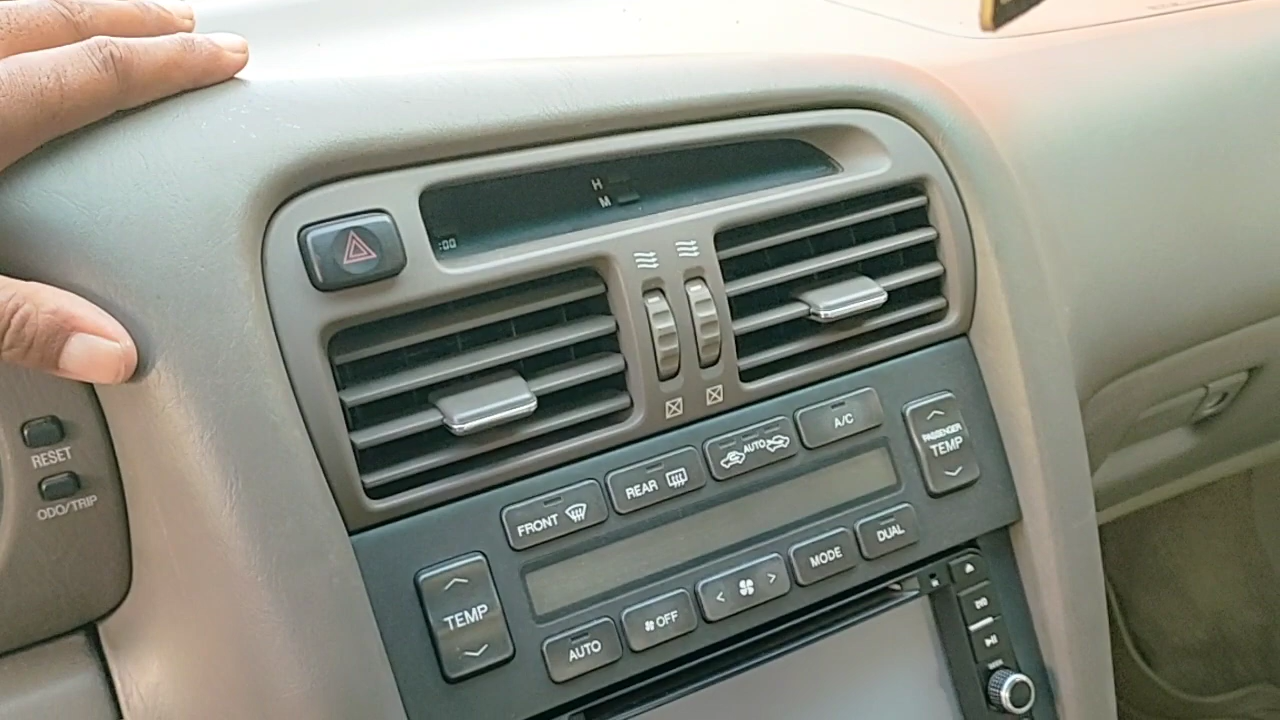 H
M
:00
RESET
ODO/TRIP
FRONT
REAR
AUTO
A/C
PASSENGER
TEMP
TEMP
AUTO
OFF
< >
MODE
DUAL